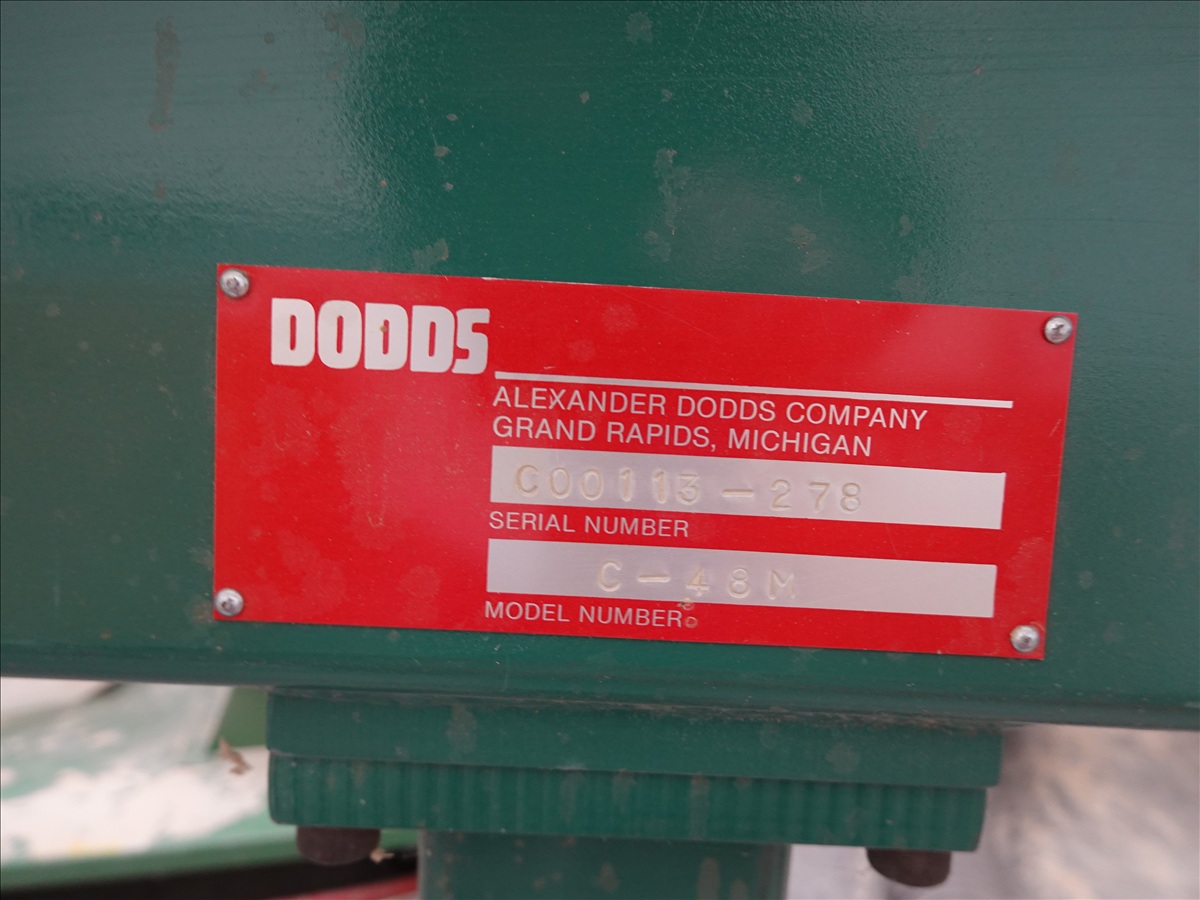 DODDS
ALEXANDER DODDS COMPANY
GRAND RAPIDS, MICHIGAN
C00113-278
SERIAL NUMBER
C-48M
MODEL NUMBER